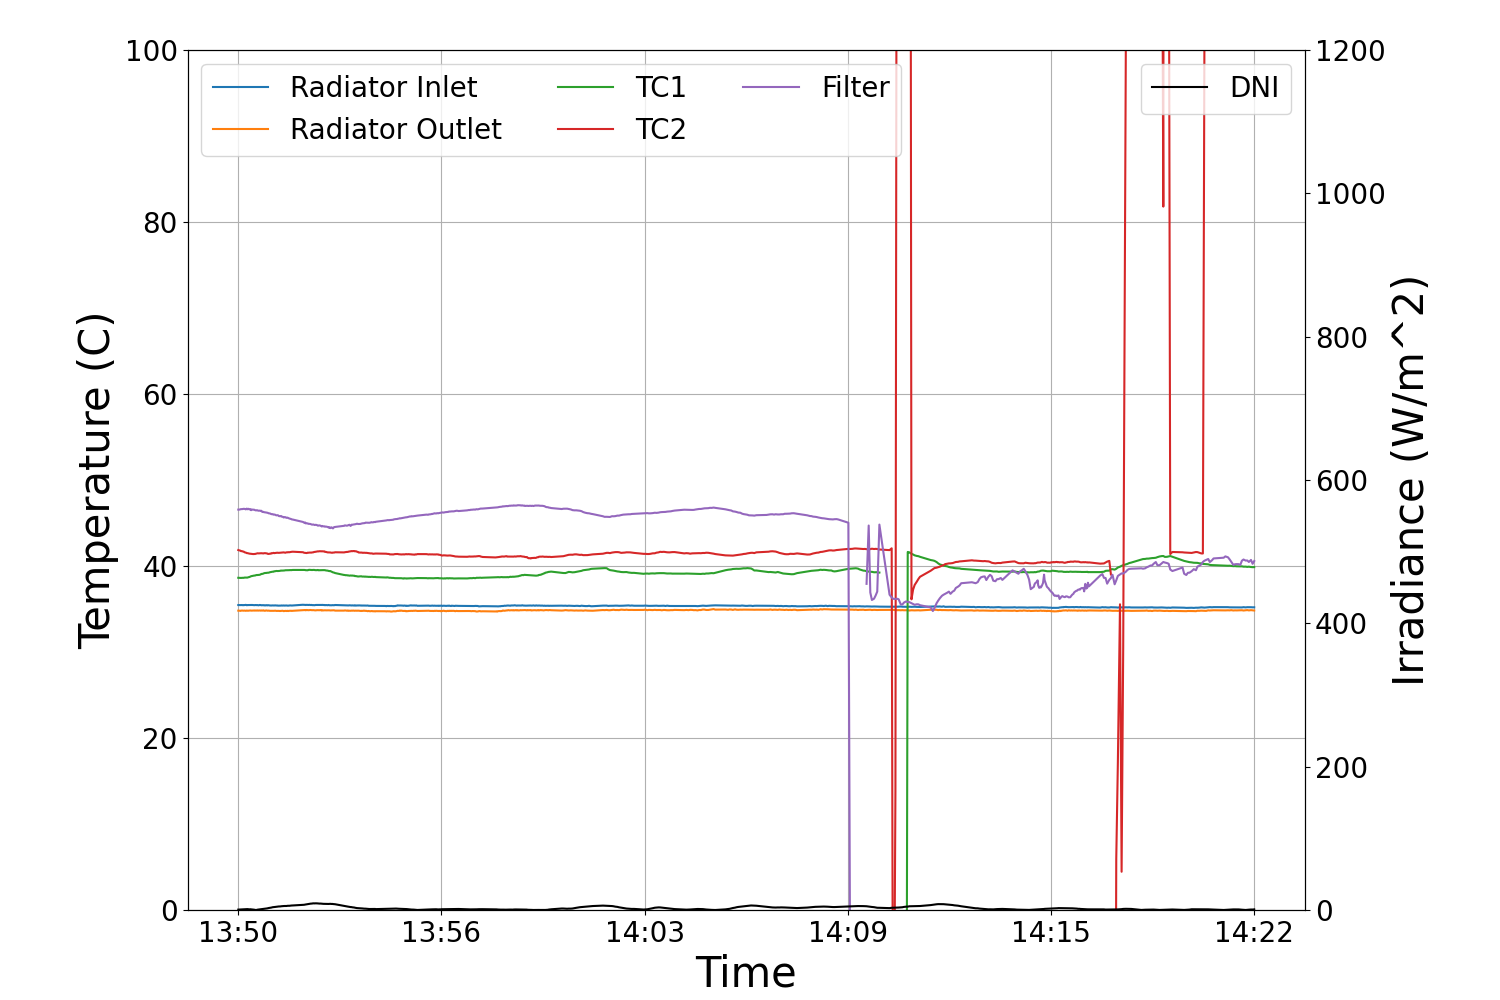 100
80
60
40
20
0
Temperature (C)
Radiator Inlet
Radiator Outlet
TC1
TC2
Filter
DNI
1200
1000
800
600
400
200
0
Irradiance (W/m^2)
13:50 13:56 14:03 14:09 14:15 14:22
Time